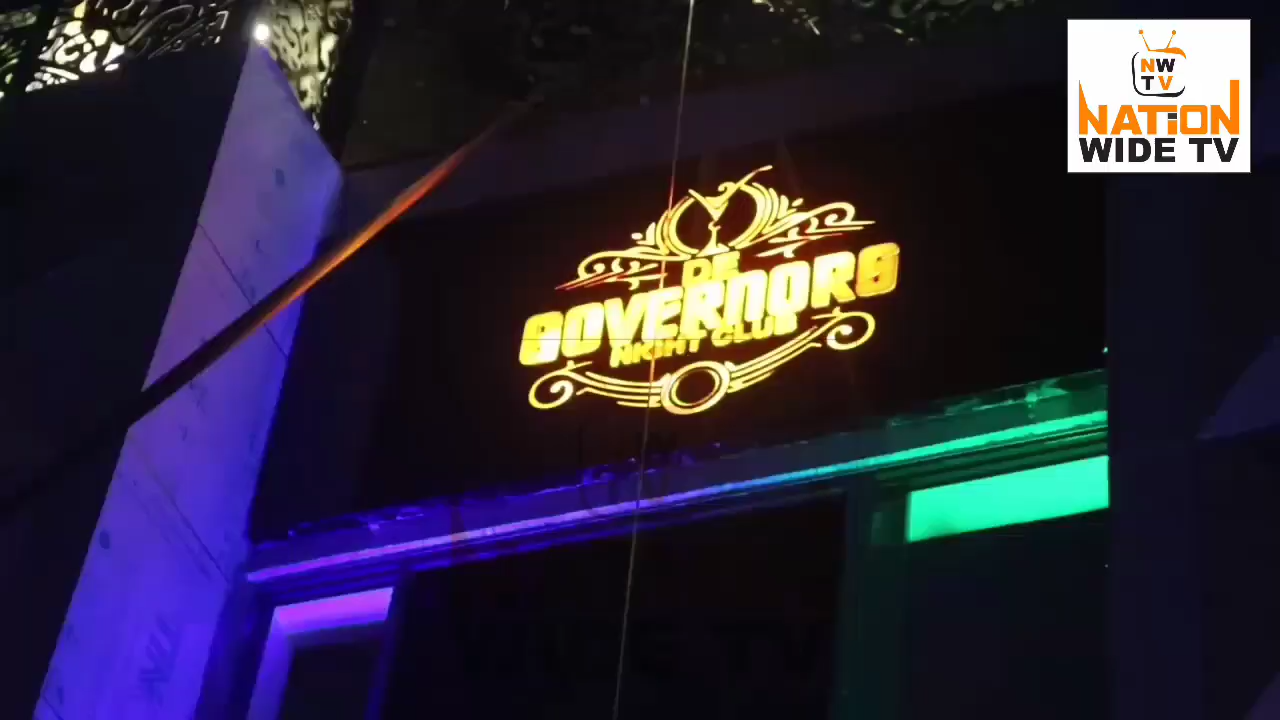 NW
TV
NATION
WIDE TV
DE
GOVERNORS
NIGHT CLUB